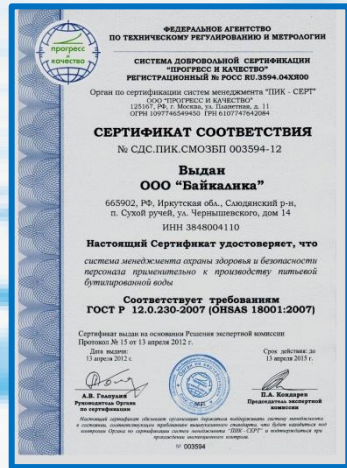 прогресс
и
качество
ФЕДЕРАЛЬНОЕ АГЕНТСТВО
ПО ТЕХНИЧЕСКОМУ РЕГУЛИРОВАНИЮ И МЕТРОЛОГИИ
СИСТЕМА ДОБРОВОЛЬНОЙ СЕРТИФИКАЦИИ
"ПРОГРЕСС И КАЧЕСТВО"
РЕГИСТРАЦИОННЫЙ № РОСС RU.3594.04ХЯ00
Орган по сертификации систем менеджмента "ПИК - СЕРТ"
ООО "ПРОГРЕСС И КАЧЕСТВО"
125167, РФ, г. Москва, ул. Планетная, д. 11
ОГРН 1097746549450 ГРН 6107747642084
СЕРТИФИКАТ СООТВЕТСТВИЯ
№ СДС.ПИК.СМОЗБП 003594-12
Выдан
ООО "Байкалика"
665902, РФ, Иркутская обл., Слюдянский р-н,
п. Сухой ручей, ул. Чернышевского, дом 14
ИНН 3848004110
Настоящий Сертификат удостоверяет, что
система менеджмента охраны здоровья и безопасности
персонала применительно к производству питьевой
бутилированной воды
Соответствует требованиям
ГОСТ Р 12.0.230-2007 (OHSAS 18001:2007)
Сертификат выдан на основании Решения экспертной комиссии
Протокол № 15 от 13 апреля 2012 г.
Дата выдачи:
13 апреля 2012 г.
Срок действия: до
13 апреля 2015 г.
А.В. Голоулин
Руководитель Органа
по сертификации
П.А. Кондарев
Председатель экспертной
комиссии
Настоящий сертификат обязывает организацию
№ 003594